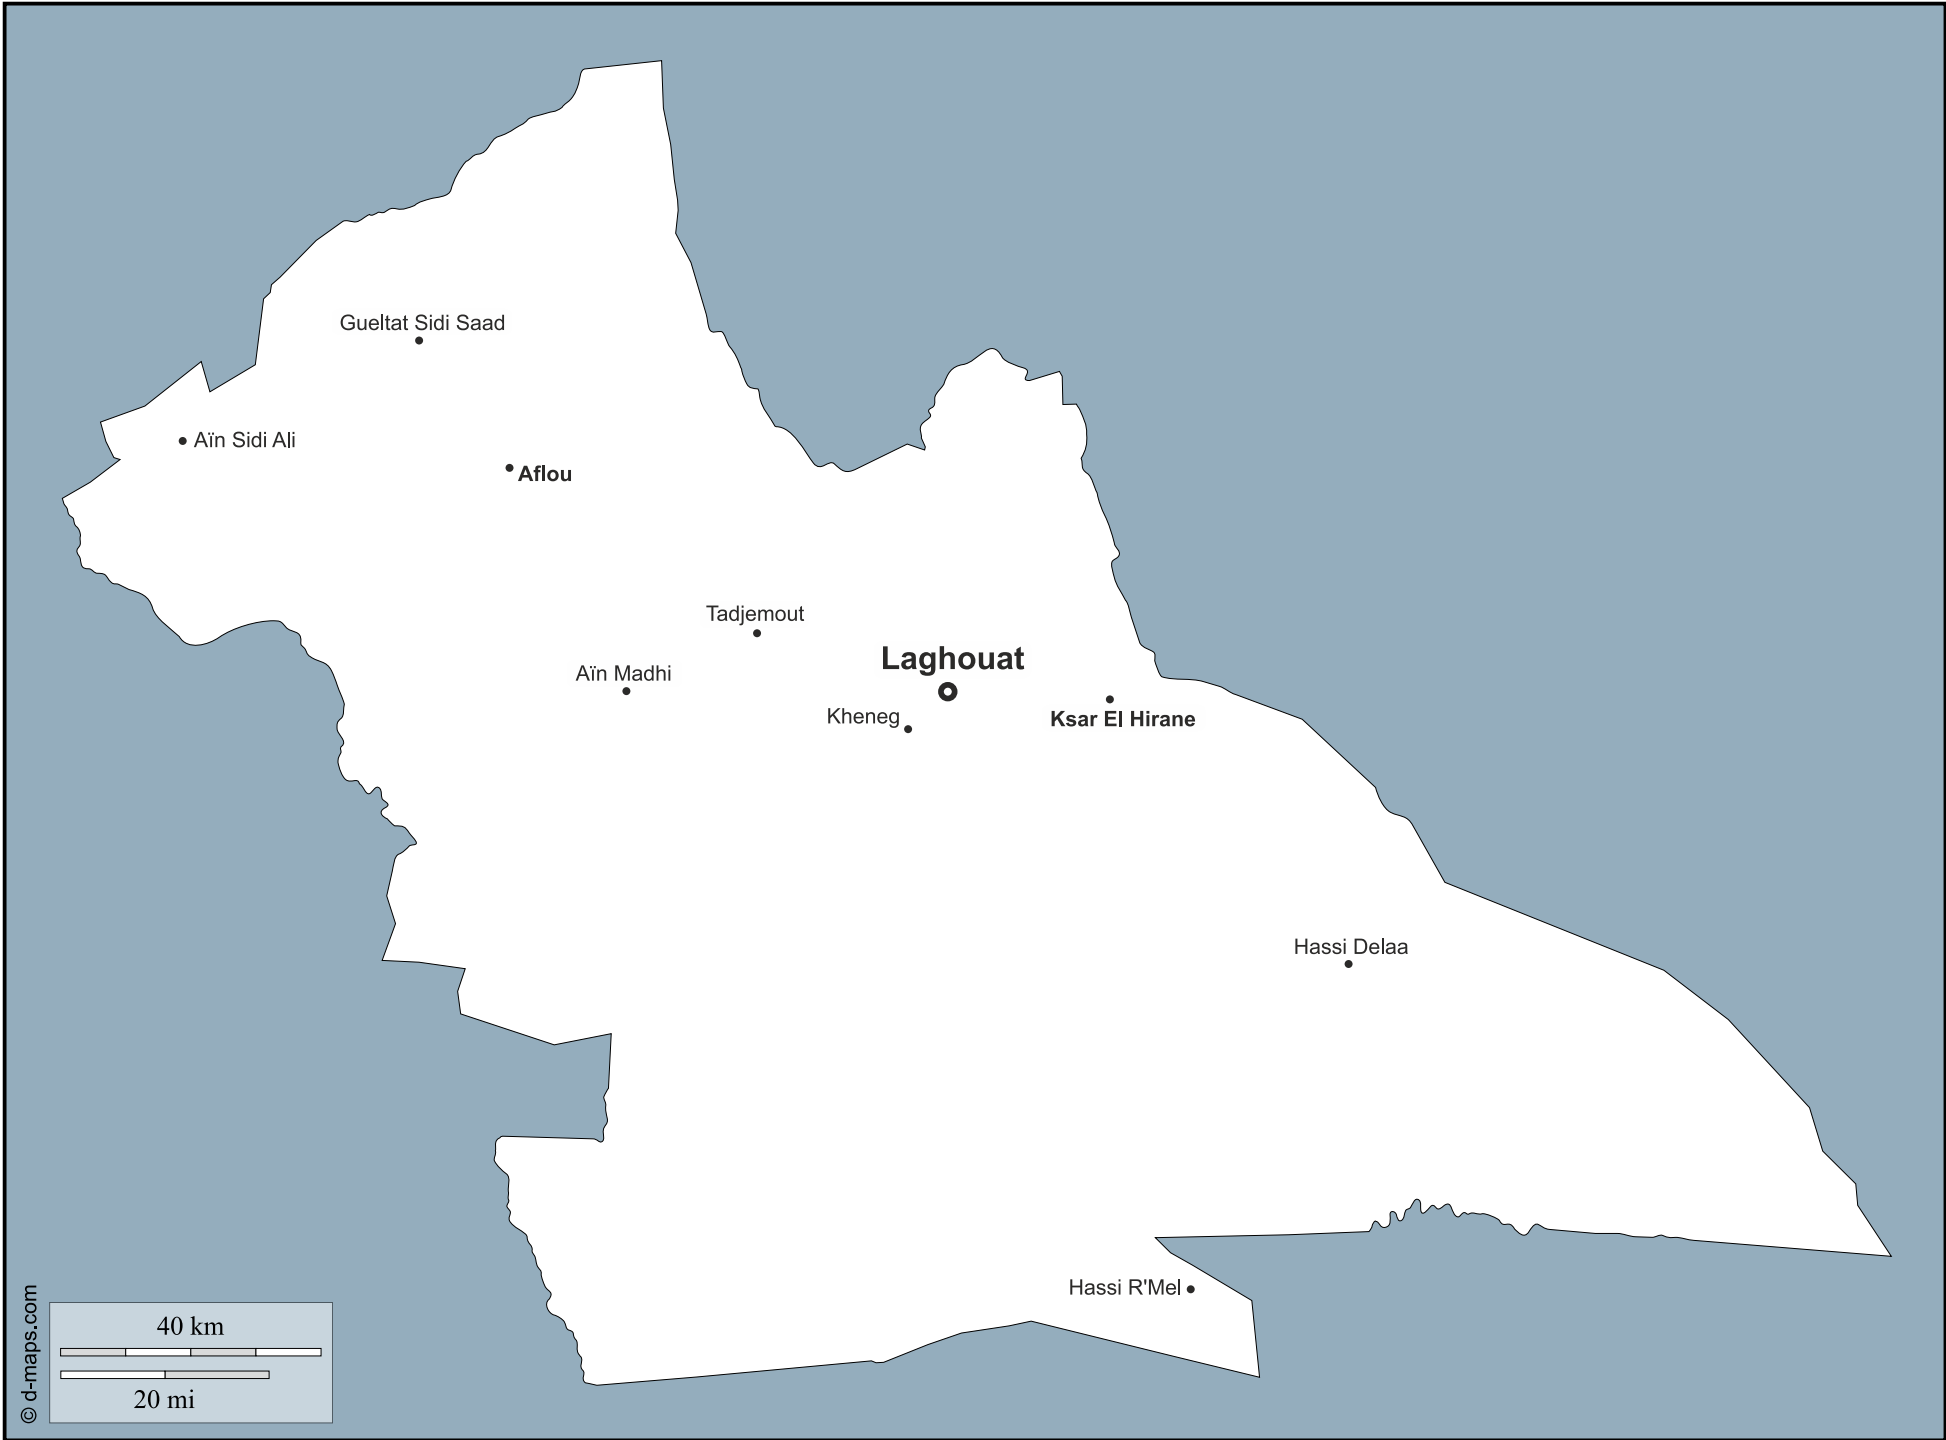 Gueltat Sidi Saad
Aïn Sidi Ali
Aflou
Tadjemout
Laghouat
Aïn Madhi
Kheneg
Ksar El Hirane
Hassi Delaa
Hassi R'Mel
40 km
20 mi
© d-maps.com